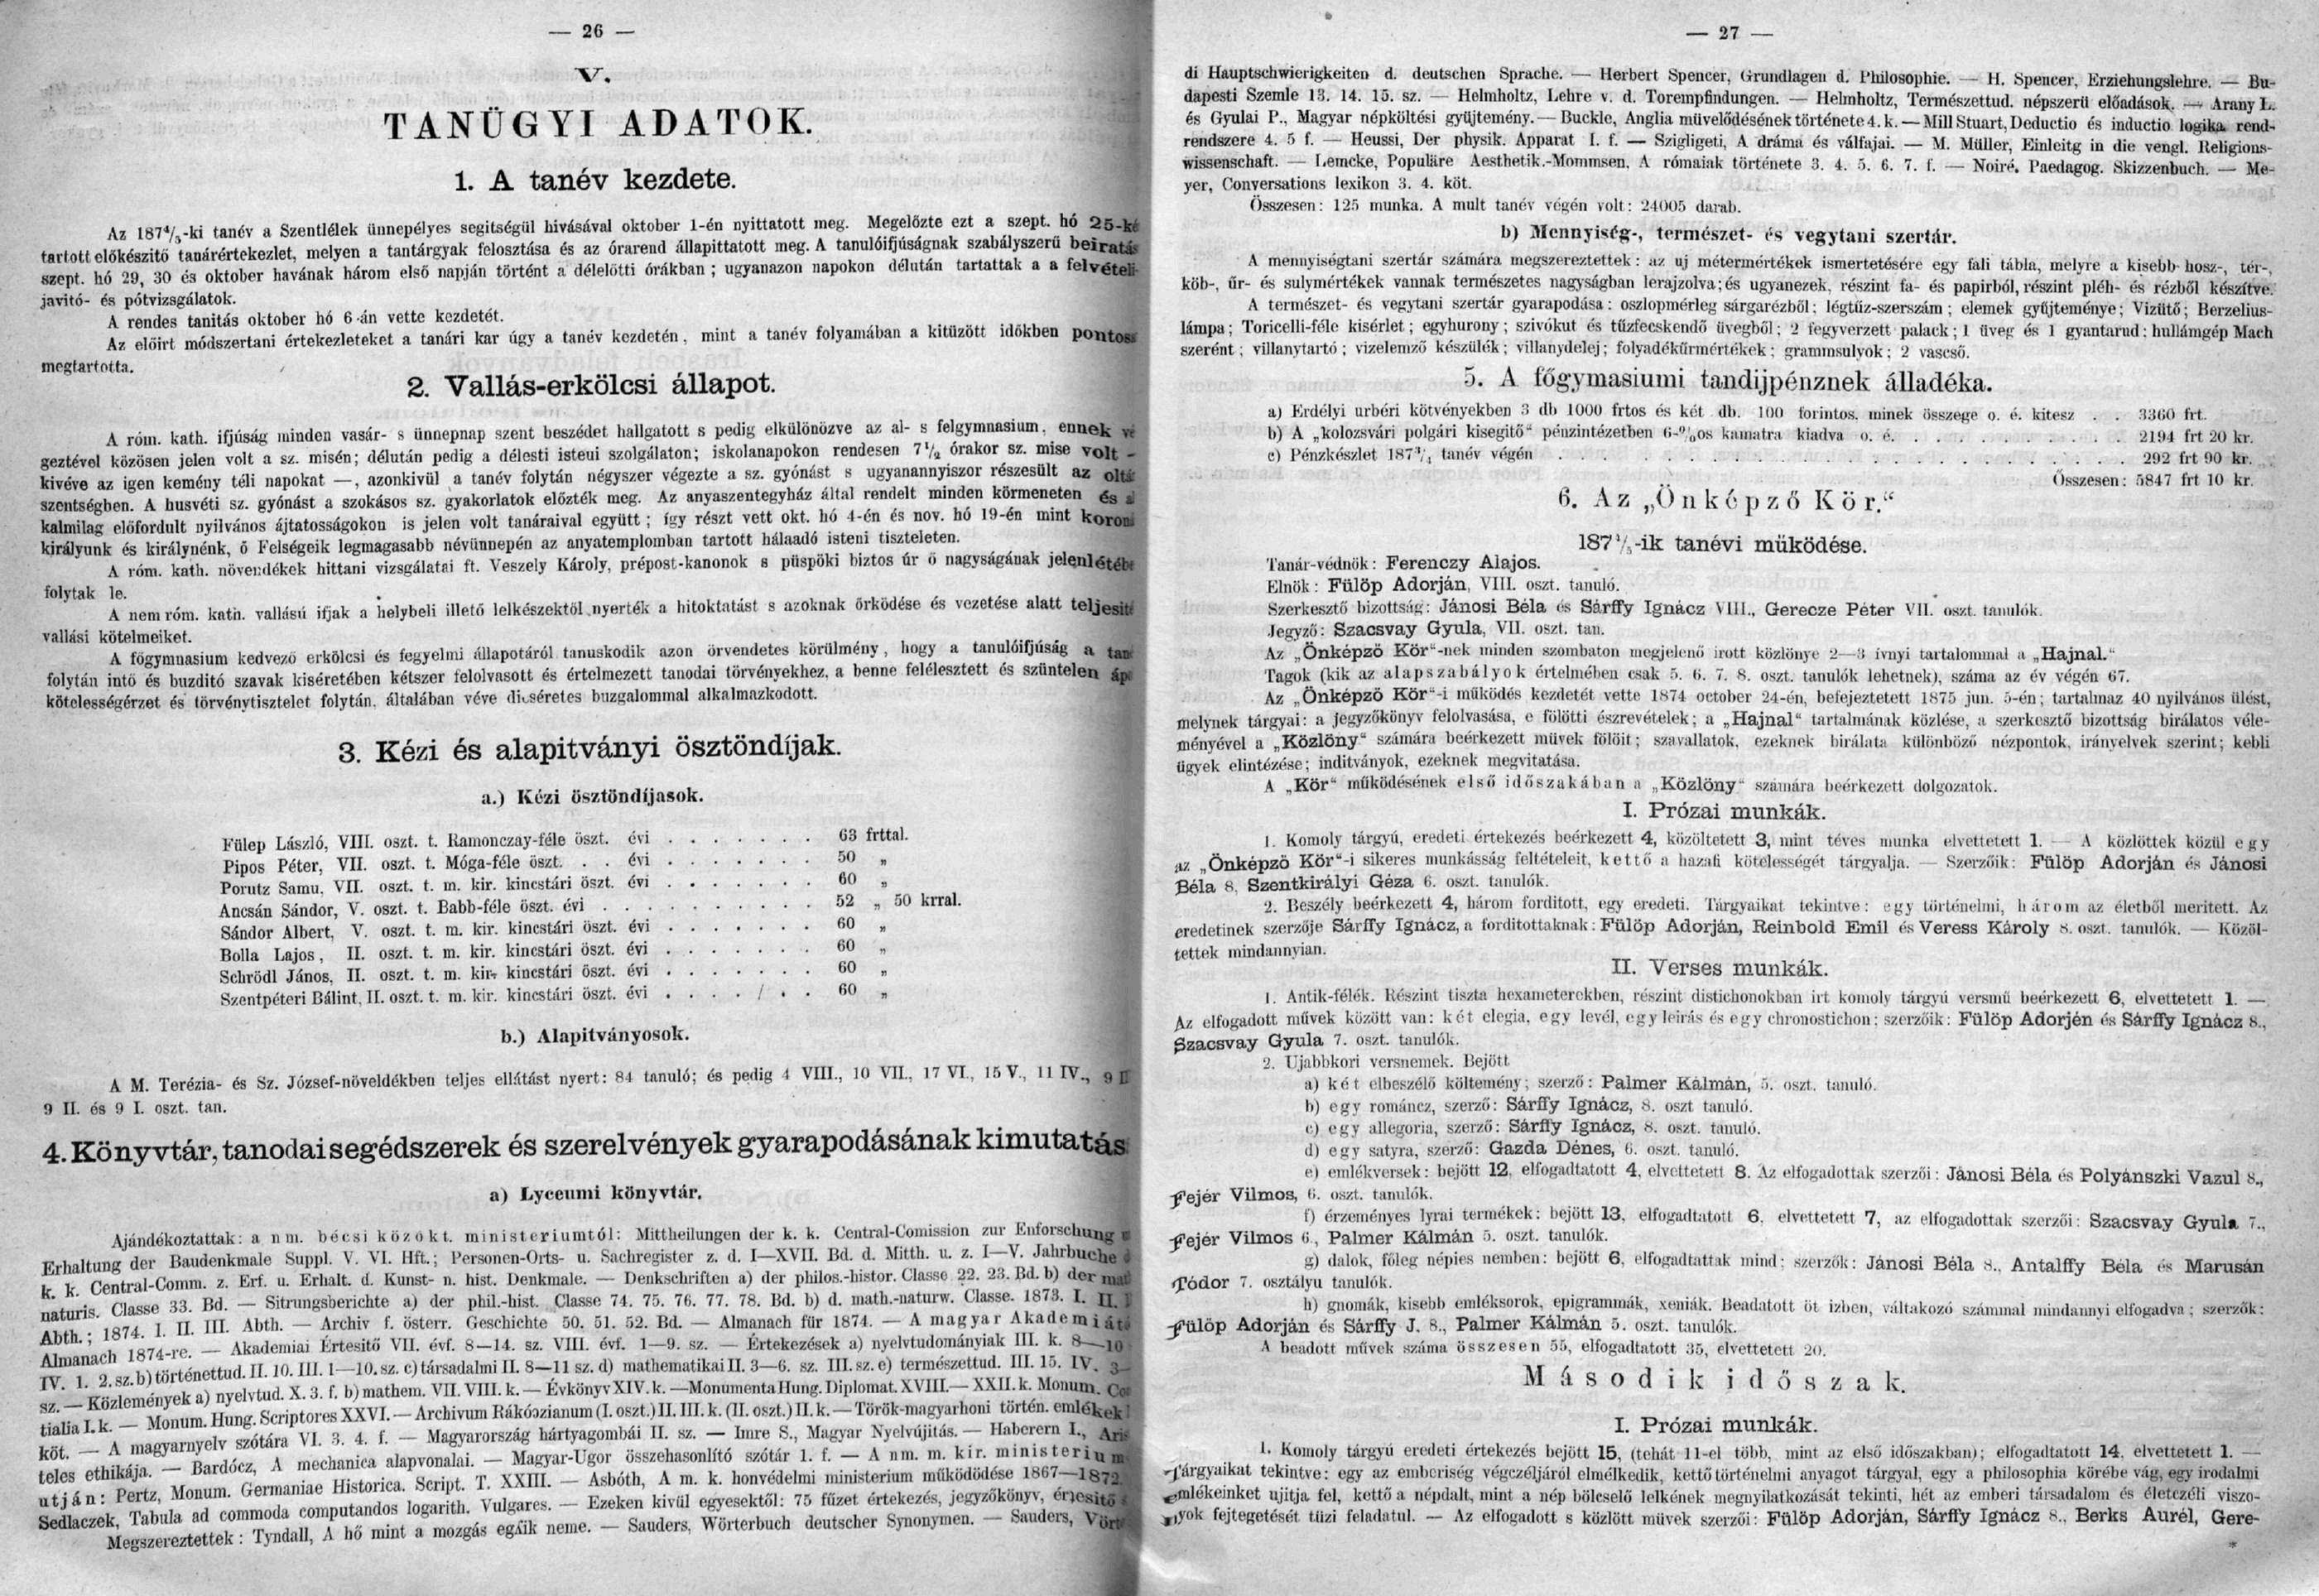 — 26 —
V.
TANÜGYI ADATOK.
1. A tanév kezdete.
Az 187⁴/₅-ki tanév a Szentlélek ünnepélyes segitségül hivásával oktober 1-én nyittatott meg. Megelőzte ezt a szept. hó 25-
tartott előkészitő tanárértekezlet, melyen a tantárgyak felosztása és az órarend állapittatott meg. A tanulóifjúságnak szabályszerü beiratás
szept. hó 29, 30 és oktober havának három első napján történt a délelőtti órákban; ugyanazon napokon délután tartattak a a felvételi
javitó- és pótvizsgálatok.
A rendes tanitás oktober hó 6-án vette kezdetét.
Az előirt módszertani értekezleteket a tanári kar úgy a tanév kezdetén, mint a tanév folyamában a kitüzött időkben pontos
megtartotta.
2. Vallás-erkölcsi állapot.
A róm. kath. ifjúság minden vasár- s ünnepnap szent beszédet hallgatott s pedig elkülönözve az al- s felgymnasium, ennek
geztével közösen jelen volt a sz. misén; délután pedig a délesti isteui szolgálaton; iskolanapokon rendesen 7¹/₂ órakor sz. mise volt -
kivéve az igen kemény téli napokat —, azonkivül a tanév folytán négyszer végezte a sz. gyónást s ugyanannyiszor részesült az oltá
szentségben. A husvéti sz. gyónást a szokásos sz. gyakorlatok előzték meg. Az anyaszentegyház által rendelt minden körmeneten és
kalmilag előfordult nyilvános ájtatosságokon is jelen volt tanáraival együtt; így részt vett okt. hó 4-én és nov. hó 19-én mint koron
királyunk és királynénk, ő Felségeik legmagasabb névünnepén az anyatemplomban tartott hálaadó isteni tiszteleten.
A róm. kath. növendékek hittani vizsgálatai ft. Veszely Károly, prépost-kanonok s püspöki biztos úr ő nagyságának jelenlétéb
folytak le.
A nem róm. kath. vallású ifjak a helybeli illető lelkészektől nyerték a hitoktatást s azoknak őrködése és vezetése alatt teljesit
vallási kötelmeiket.
A főgymnasium kedvező erkölcsi és fegyelmi állapotáról tanuskodik azon örvendetes körülmény, hogy a tanulóifjúság a tan
folytán intő és buzditó szavak kiséretében kétszer felolvasott és értelmezett tanodai törvényekhez, a benne felélesztett és szüntelen áp
kötelességérzet és törvénytisztelet folytán, általában véve dicséretes buzgalommal alkalmazkodott.
3. Kézi és alapitványi ösztöndíjak.
a.) Kézi ösztöndíjasok.
Fülep László, VIII. oszt. t. Ramonczay-féle öszt. évi . . . . . . . 63 frttal.
Pipos Péter, VII. oszt. t. Móga-féle öszt. . . évi . . . . . . . 50 „
Porutz Samu, VII. oszt. t. m. kir. kincstári öszt. évi . . . . . . . 60 „
Ancsán Sándor, V. oszt. t. Babb-féle öszt. évi . . . . . . . . . . 52 „ 50 krral.
Sándor Albert, V. oszt. t. m. kir. kincstári öszt. évi . . . . . . . 60 „
Bolla Lajos, II. oszt. t. m. kir. kincstári öszt. évi . . . . . . . 60 „
Schrödl János, II. oszt. t. m. kir. kincstári öszt. évi . . . . . . . 60 „
Szentpéteri Bálint, II. oszt. t. m. kir. kincstári öszt. évi . . . . / . . 60 „
b.) Alapitványosok.
A M. Terézia- és Sz. József-növeldékben teljes ellátást nyert: 84 tanuló; és pedig 4 VIII., 10 VII., 17 VI., 15 V., 11 IV., 9 II
9 II. és 9 I. oszt. tan.
4. Könyvtár, tanodai segédszerek és szerelvények gyarapodásának kimutatás
a) Lyceumi könyvtár.
Ajándékoztattak: a nm. bécsi közokt. ministeriumtól: Mittheilungen der k. k. Central-Comission zur Enforschung
Erhaltung der Baudenkmale Suppl. V. VI. Hft.; Personen-Orts- u. Sachregister z. d. I—XVII. Bd. d. Mitth. u. z. I—V. Jahrbuche
k. k. Central-Comm. z. Erf. u. Erhalt. d. Kunst- n. hist. Denkmale. — Denkschriften a) der philos.-histor. Classe 22. 23. Bd. b) der mat
naturis. Classe 33. Bd. — Sitrungsberichte a) der phil.-hist. Classe 74. 75. 76. 77. 78. Bd. b) d. math.-naturw. Classe. 1873. I. II.
Abth.; 1874. I. II. III. Abth. — Archiv f. österr. Geschichte 50. 51. 52. Bd. — Almanach für 1874. — A magyar Akademiáto
Almanach 1874-re. — Akademiai Értesitő VII. évf. 8—14. sz. VIII. évf. 1—9. sz. — Értekezések a) nyelvtudományiak III. k. 8—10
IV. 1. 2. sz. b) történettud. II. 10. III. 1—10. sz. c) társadalmi II. 8—11 sz. d) mathematikai II. 3—6. sz. III. sz. e) természettud. III. 15. IV. 3—
sz. — Közlemények a) nyelvtud. X. 3. f. b) mathem. VII. VIII. k. — Évkönyv XIV. k. — Monumenta Hung. Diplomat. XVIII. — XXII. k. Monum. Co
tialia I. k. — Monum. Hung. Scriptores XXVI. — Archivum Rákóczianum (I. oszt.) II. III. k. (II. oszt.) II. k. — Török-magyarhoni történ. emlékek
köt. — A magyarnyelv szótára VI. 3. 4. f. — Magyarország hártyagombái II. sz. — Imre S., Magyar Nyelvújitás. — Haberern I., Aris
teles ethikája. — Bardócz, A mechanica alapvonalai. — Magyar-Ugor összehasonlító szótár 1. f. — A nm. m. kir. ministerium
utján: Pertz, Monum. Germaniae Historica. Script. T. XXIII. — Asbóth, A m. k. honvédelmi ministerium működödése 1867—1872.
Sedlaczek, Tabula ad commoda computandos logarith. Vulgares. — Ezeken kivül egyesektől: 75 füzet értekezés, jegyzőkönyv, értesitő
Megszereztettek: Tyndall, A hő mint a mozgás egyik neme. — Sauders, Wörterbuch deutscher Synonymen. — Sauders, Wört
— 27 —
di Hauptschwierigkeiten d. deutschen Sprache. — Herbert Spencer, Grundlagen d. Philosophie. — H. Spencer, Erziehungslehre. — Bu-
dapesti Szemle 13. 14. 15. sz. — Helmholtz, Lehre v. d. Torempfindungen. — Helmholtz, Természettud. népszerü előadások. — Arany L.
és Gyulai P., Magyar népköltési gyüjtemény. — Buckle, Anglia müvelődésének története 4. k. — Mill Stuart, Deductio és inductio logika rend-
rendszere 4. 5 f. — Heussi, Der physik. Apparat I. f. — Szigligeti, A dráma és válfajai. — M. Müller, Einleitg in die vengl. Religions-
wissenschaft. — Lemcke, Populäre Aesthetik.-Mommsen, A rómaiak története 3. 4. 5. 6. 7. f. — Noiré, Paedagog. Skizzenbuch. — Me-
yer, Conversations lexikon 3. 4. köt.
Összesen: 125 munka. A mult tanév végén volt: 24005 darab.
b) Mennyiség-, természet- és vegytani szertár.
A mennyiségtani szertár számára megszereztettek: az uj métermértékek ismertetésére egy fali tábla, melyre a kisebb hosz-, tér-,
köb-, űr- és sulymértékek vannak természetes nagyságban lerajzolva; és ugyanezek, részint fa- és papirból, részint pléh- és rézből készitve.
A természet- és vegytani szertár gyarapodása: oszlopmérleg sárgarézből; légtűz-szerszám; elemek gyűjteménye; Vizütő; Berzelius-
lámpa; Toricelli-féle kisérlet; egyhurony; szivókut és tűzfecskendő üvegből; 2 fegyverzett palack; 1 üveg és 1 gyantarud; hullámgép Mach
szerént; villanytartó; vizelemző készülék; villanydelej; folyadékűrmértékek; grammsulyok; 2 vascső.
5. A főgymasiumi tandijpénznek álladéka.
a) Erdélyi urbéri kötvényekben 3 db 1000 frtos és két db. 100 forintos, minek összege o. é. kitesz . . 3360 frt.
b) A „kolozsvári polgári kisegitő“ pénzintézetben 6-⁰/₀os kamatra kiadva o. é. . . . . . . . . . . . 2194 frt 20 kr.
c) Pénzkészlet 187³/₄ tanév végén . . . . . . . . . . . . . . . . . . . 292 frt 90 kr.
Összesen: 5847 frt 10 kr.
6. Az „Önképző Kör.“
187⁴/₅-ik tanévi működése.
Tanár-védnök: Ferenczy Alajos.
Elnök: Fülöp Adorján, VIII. oszt. tanuló.
Szerkesztő bizottság: Jánosi Béla és Sárffy Ignácz VIII., Gerecze Péter VII. oszt. tanulók.
Jegyző: Szacsvay Gyula, VII. oszt. tan.
Az „Önképző Kör“-nek minden szombaton megjelenő irott közlönye 2—3 ívnyi tartalommal a „Hajnal.“
Tagok (kik az alapszabályok értelmében csak 5. 6. 7. 8. oszt. tanulók lehetnek), száma az év végén 67.
Az „Önképző Kör“-i működés kezdetét vette 1874 october 24-én, befejeztetett 1875 jun. 5-én; tartalmaz 40 nyilvános ülést,
melynek tárgyai: a jegyzőkönyv felolvasása, e fölötti észrevételek; a „Hajnal“ tartalmának közlése, a szerkesztő bizottság birálatos véle-
ményével a „Közlöny“ számára beérkezett művek fölöit; szavallatok, ezeknek birálata különböző nézpontok, irányelvek szerint; kebli
ügyek elintézése; inditványok, ezeknek megvitatása.
A „Kör“ működésének első időszakában a „Közlöny“ számára beérkezett dolgozatok.
I. Prózai munkák.
1. Komoly tárgyú, eredeti értekezés beérkezett 4, közöltetett 3, mint téves munka elvettetett 1. — A közlöttek közül egy
az „Önképző Kör“-i sikeres munkásság feltételeit, kettő a hazafi kötelességét tárgyalja. — Szerzőik: Fülöp Adorján és Jánosi
Béla 8, Szentkirályi Géza 6. oszt. tanulók.
2. Beszély beérkezett 4, három forditott, egy eredeti. Tárgyaikat tekintve: egy történelmi, három az életből meritett. Az
eredetinek szerzője Sárffy Ignácz, a forditottaknak: Fülöp Adorján, Reinbold Emil és Veress Károly 8. oszt. tanulók. — Közöl-
tettek mindannyian.
II. Verses munkák.
1. Antik-félék. Részint tiszta hexameterekben, részint distichonokban irt komoly tárgyú versmű beérkezett 6, elvettetett 1. —
Az elfogadott művek között van: két elegia, egy levél, egy leirás és egy chronostichon; szerzőik: Fülöp Adorjén és Sárffy Ignácz 8.,
Szacsvay Gyula 7. oszt. tanulók.
2. Ujabbkori versnemek. Bejött
a) két elbeszélő költemény; szerző: Palmer Kálmán, 5. oszt. tanuló.
b) egy románcz, szerző: Sárffy Ignácz, 8. oszt tanuló.
c) egy allegoria, szerző: Sárffy Ignácz, 8. oszt. tanuló.
d) egy satyra, szerző: Gazda Dénes, 6. oszt. tanuló.
e) emlékversek: bejött 12, elfogadtatott 4, elvettetett 8. Az elfogadottak szerzői: Jánosi Béla és Polyánszki Vazul 8.,
Fejér Vilmos, 6. oszt. tanulók.
f) érzeményes lyrai termékek: bejött 13, elfogadtatott 6, elvettetett 7, az elfogadottak szerzői: Szacsvay Gyula 7.,
Fejér Vilmos 6., Palmer Kálmán 5. oszt. tanulók.
g) dalok, főleg népies nemben: bejött 6, elfogadtattak mind; szerzők: Jánosi Béla 8., Antalffy Béla és Marusán
Tódor 7. osztályu tanulók.
h) gnomák, kisebb emléksorok, epigrammák, xeniák. Beadatott öt izben, váltakozó számmal mindannyi elfogadva; szerzők:
Fülöp Adorján és Sárffy J. 8., Palmer Kálmán 5. oszt. tanulók.
A beadott művek száma összesen 55, elfogadtatott 35, elvettetett 20.
Második időszak.
I. Prózai munkák.
1. Komoly tárgyú eredeti értekezés bejött 15, (tehát 11-el több, mint az első időszakban); elfogadtatott 14, elvettetett 1. —
Tárgyaikat tekintve: egy az emberiség végczéljáról elmélkedik, kettő történelmi anyagot tárgyal, egy a philosophia körébe vág, egy irodalmi
emlékeinket ujitja fel, kettő a népdalt, mint a nép bölcselő lelkének megnyilatkozását tekinti, hét az emberi társadalom és életczéli viszo-
nyok fejtegetését tüzi feladatul. — Az elfogadott s közlött müvek szerzői: Fülöp Adorján, Sárffy Ignácz 8., Berks Aurél, Gere-
*